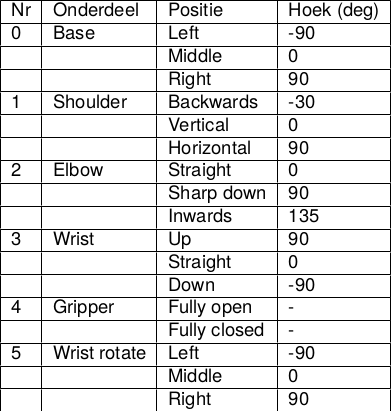 Nr Onderdeel Positie Hoek (deg)
0 Base Left -90
Middle 0
Right 90
1 Shoulder Backwards -30
Vertical 0
Horizontal 90
2 Elbow Straight 0
Sharp down 90
Inwards 135
3 Wrist Up 90
Straight 0
Down -90
4 Gripper Fully open -
Fully closed -
5 Wrist rotate Left -90
Middle 0
Right 90